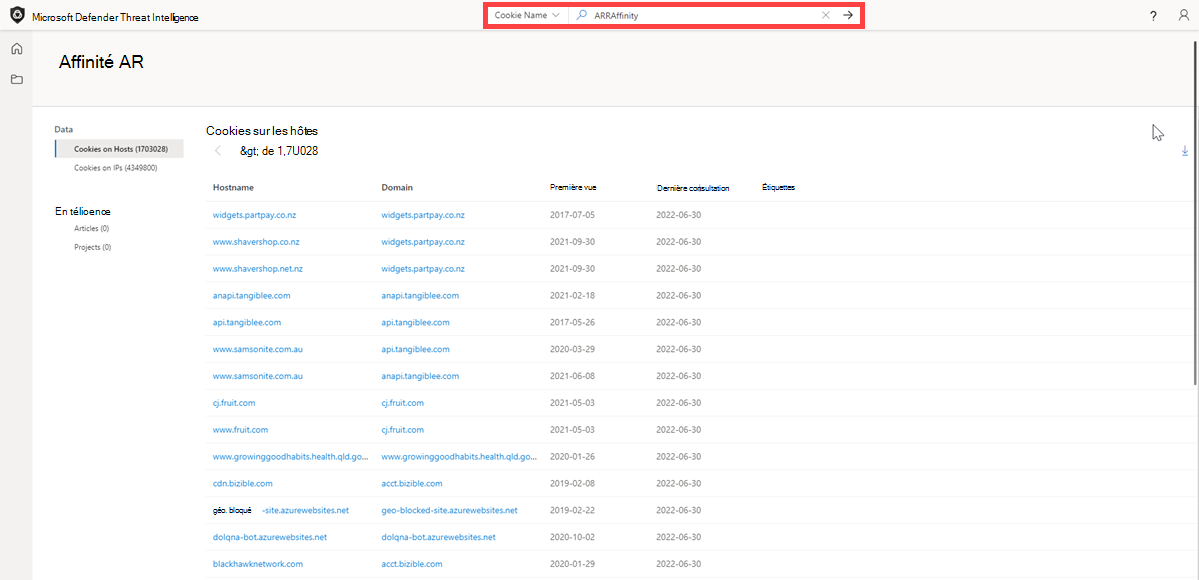 Microsoft Defender Threat Intelligence Cookie Name ARRAffinity ?
Affinité AR
Data
Cookies on Hosts (1703028)
Cookies on IPs (4349800)
En télioence
Articles (0)
Projects (0)
Cookies sur les hôtes
&gt; de 1,7U028
Hostname Domain Première vue Dernière consultation Étiquettes
widgets.partpay.co.nz widgets.partpay.co.nz 2017-07-05 2022-06-30
www.shavershop.co.nz widgets.partpay.co.nz 2021-09-30 2022-06-30
www.shavershop.net.nz widgets.partpay.co.nz 2021-09-30 2022-06-30
anapi.tangiblee.com anapi.tangiblee.com 2021-02-18 2022-06-30
api.tangiblee.com api.tangiblee.com 2017-05-26 2022-06-30
www.samsonite.com.au api.tangiblee.com 2020-03-29 2022-06-30
www.samsonite.com.au anapi.tangiblee.com 2021-06-08 2022-06-30
cj.fruit.com cj.fruit.com 2021-05-03 2022-06-30
www.fruit.com cj.fruit.com 2021-05-03 2022-06-30
www.growinggoodhabits.health.qld.go... www.growinggoodhabits.health.qld.go... 2020-01-26 2022-06-30
cdn.bizible.com acct.bizible.com 2019-02-08 2022-06-30
géo. bloqué -site.azurewebsites.net geo-blocked-site.azurewebsites.net 2019-02-22 2022-06-30
dolqna-bot.azurewebsites.net dolqna-bot.azurewebsites.net 2020-10-02 2022-06-30
blackhawknetwork.com acct.bizible.com 2020-01-29 2022-06-30